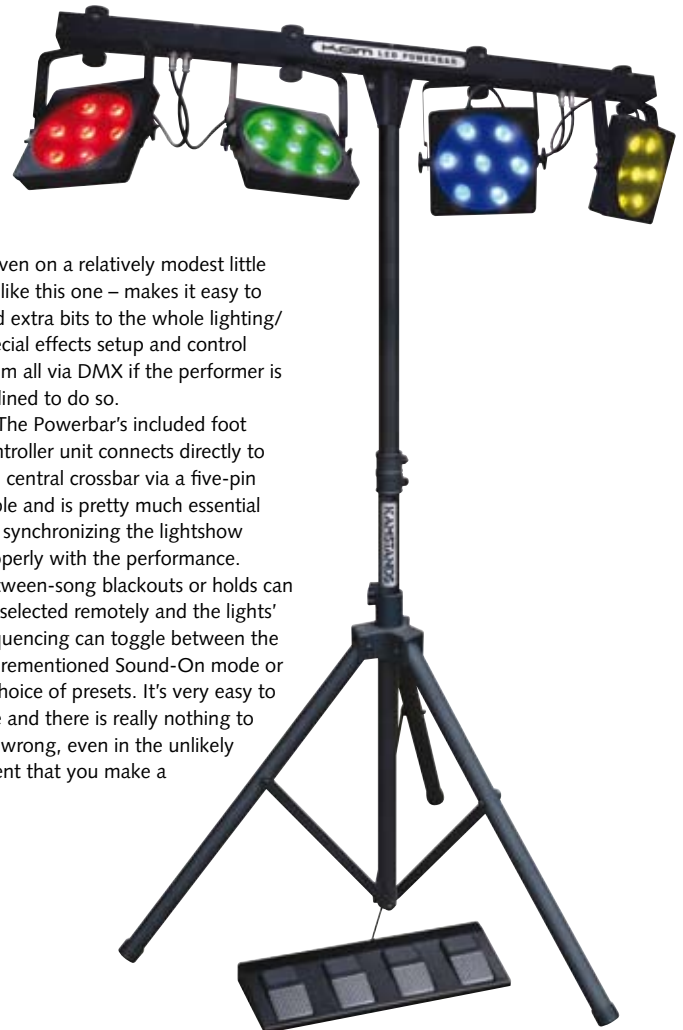 Kam LED POWERBAR
KAMSTANDS
ven on a relatively modest little
like this one – makes it easy to
d extra bits to the whole lighting/
ecial effects setup and control
m all via DMX if the performer is
lined to do so.
The Powerbar's included foot
ntroller unit connects directly to
central crossbar via a five-pin
ble and is pretty much essential
synchronizing the lightshow
operly with the performance.
tween-song blackouts or holds can
selected remotely and the lights'
quencing can toggle between the
rementioned Sound-On mode or
hoice of presets. It's very easy to
e and there is really nothing to
wrong, even in the unlikely
ent that you make a